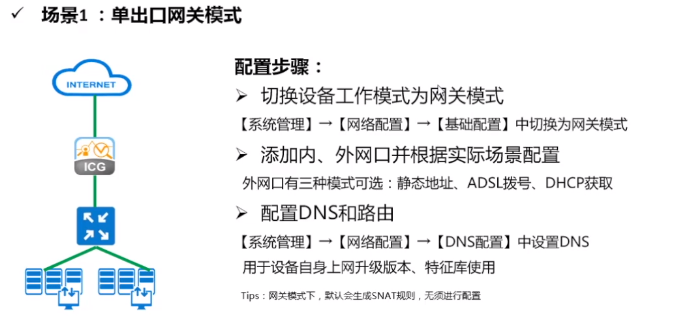 ✓ 场景1 ：单出口网关模式
INTERNET
ICG
配置步骤：
➢ 切换设备工作模式为网关模式
【系统管理】→【网络配置】→【基础配置】中切换为网关模式
➢ 添加内、外网口并根据实际场景配置
外网口有三种模式可选：静态地址、ADSL拨号、DHCP获取
➢ 配置DNS和路由
【系统管理】→【网络配置】→【DNS配置】中设置DNS
用于设备自身上网升级版本、特征库使用
Tips：网关模式下，默认会生成SNAT规则，无须进行配置